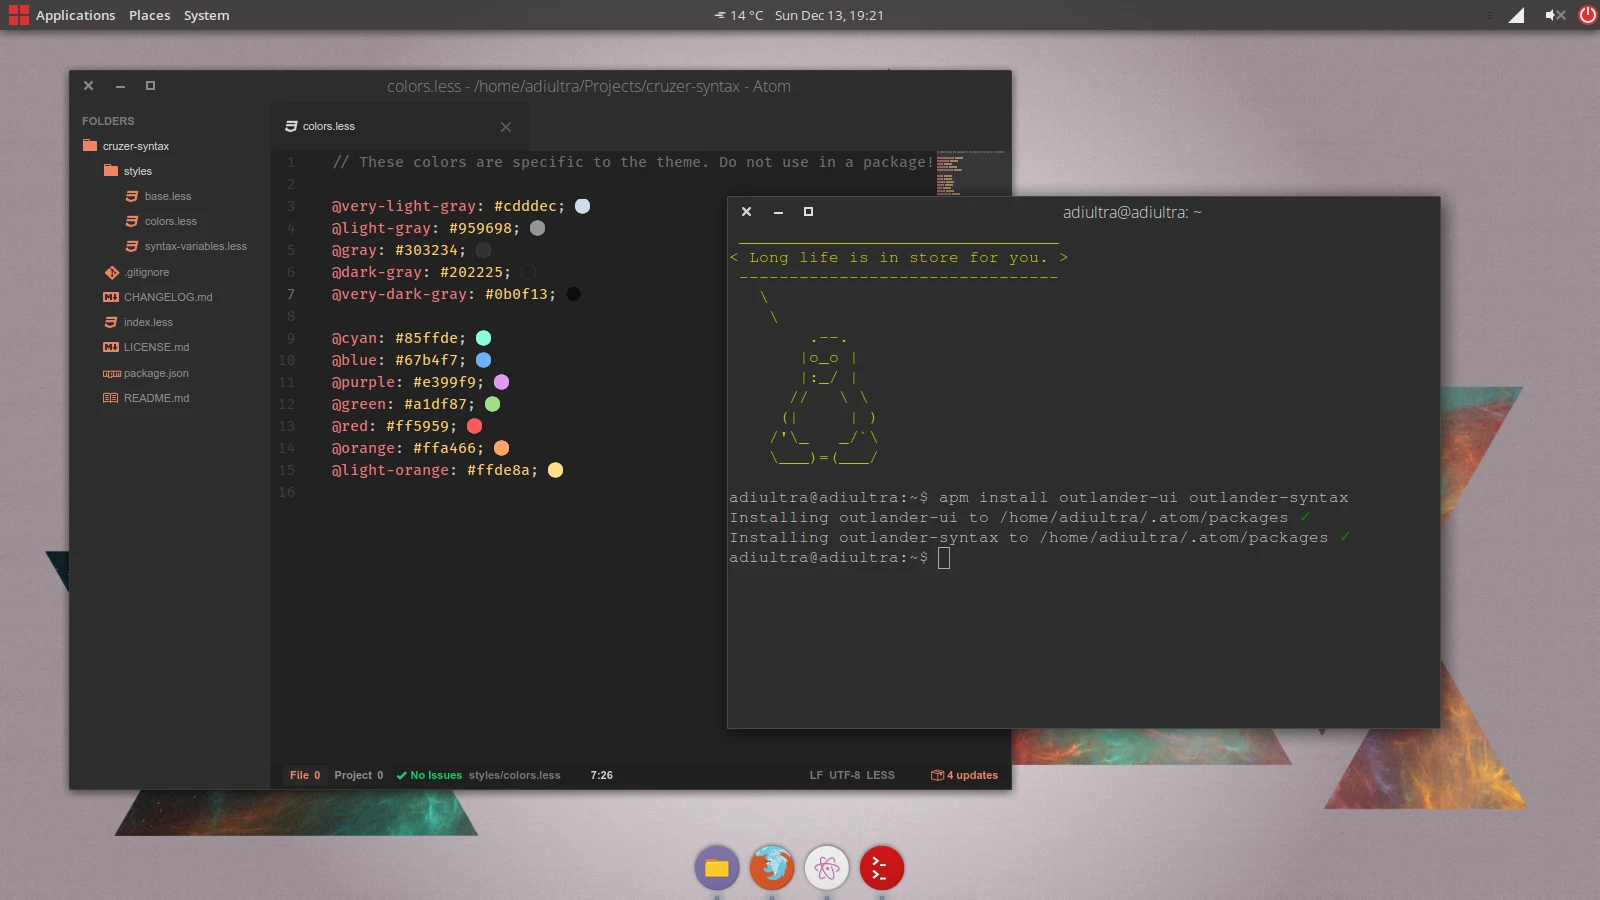 Applications Places System
14 °C Sun Dec 13, 19:21
colors.less - /home/adiultra/Projects/cruzer-syntax - Atom
FOLDERS
cruzer-syntax
styles
base.less
colors.less
syntax-variables.less
.gitignore
CHANGELOG.md
index.less
LICENSE.md
package.json
README.md
colors.less
1 // These colors are specific to the theme. Do not use in a package!
2
3 @very-light-gray: #cdddec;
4 @light-gray: #959698;
5 @gray: #303234;
6 @dark-gray: #202225;
7 @very-dark-gray: #0b0f13;
8
9 @cyan: #85ffde;
10 @blue: #67b4f7;
11 @purple: #e399f9;
12 @green: #a1df87;
13 @red: #ff5959;
14 @orange: #ffa466;
15 @light-orange: #ffde8a;
16
File 0 Project 0 No Issues styles/colors.less 7:26 LF UTF-8 LESS 4 updates
adiultra@adiultra: ~
________________________________
< Long life is in store for you. >
--------------------------------
\
\
.--.
|o_o |
|:_/ |
// \ \
(| | )
/'\_ _/`\
\___)=(___/
adiultra@adiultra:~$ apm install outlander-ui outlander-syntax
Installing outlander-ui to /home/adiultra/.atom/packages ✓
Installing outlander-syntax to /home/adiultra/.atom/packages ✓
adiultra@adiultra:~$